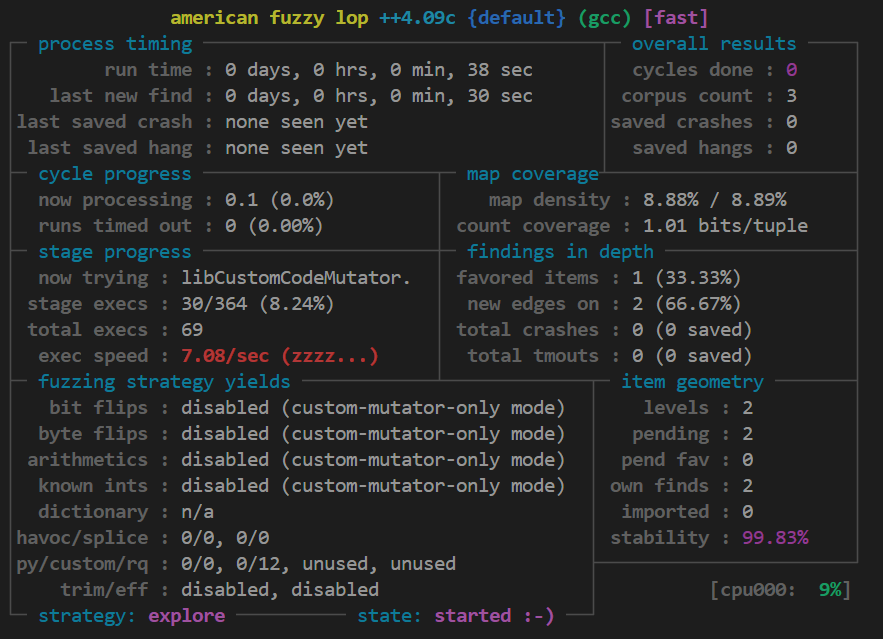 american fuzzy lop ++4.09c {default} (gcc) [fast]
process timing overall results
run time : 0 days, 0 hrs, 0 min, 38 sec cycles done : 0
last new find : 0 days, 0 hrs, 0 min, 30 sec corpus count : 3
last saved crash : none seen yet saved crashes : 0
last saved hang : none seen yet saved hangs : 0
cycle progress map coverage
now processing : 0.1 (0.0%) map density : 8.88% / 8.89%
runs timed out : 0 (0.00%) count coverage : 1.01 bits/tuple
stage progress findings in depth
now trying : libCustomCodeMutator. favored items : 1 (33.33%)
stage execs : 30/364 (8.24%) new edges on : 2 (66.67%)
total execs : 69 total crashes : 0 (0 saved)
exec speed : 7.08/sec (zzzz...) total tmouts : 0 (0 saved)
fuzzing strategy yields item geometry
bit flips : disabled (custom-mutator-only mode) levels : 2
byte flips : disabled (custom-mutator-only mode) pending : 2
arithmetics : disabled (custom-mutator-only mode) pend fav : 0
known ints : disabled (custom-mutator-only mode) own finds : 2
dictionary : n/a imported : 0
havoc/splice : 0/0, 0/0 stability : 99.83%
py/custom/rq : 0/0, 0/12, unused, unused
trim/eff : disabled, disabled [cpu000: 9%]
strategy: explore state: started :-)